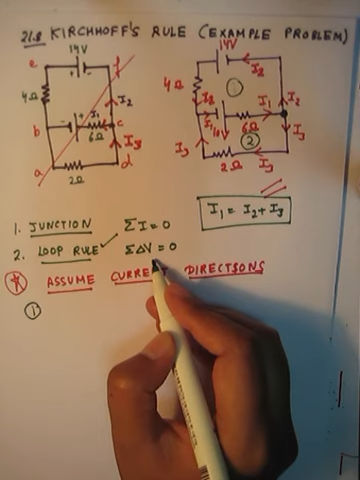 21.8 KIRCHHOFF'S RULE (EXAMPLE PROBLEM)
14V
e
+
-
f
4Ω
I2
b
-
+
I1
c
6Ω
I3
a
2Ω
d
14V
I2
4Ω
1
I2
I1
I2
I1
6Ω
2
I3
I3
2Ω
I3
I1 = I2 + I3
1. JUNCTION ΣI = 0
2. LOOP RULE ΣΔV = 0
* ASSUME CURRE DIRECTIONS
1